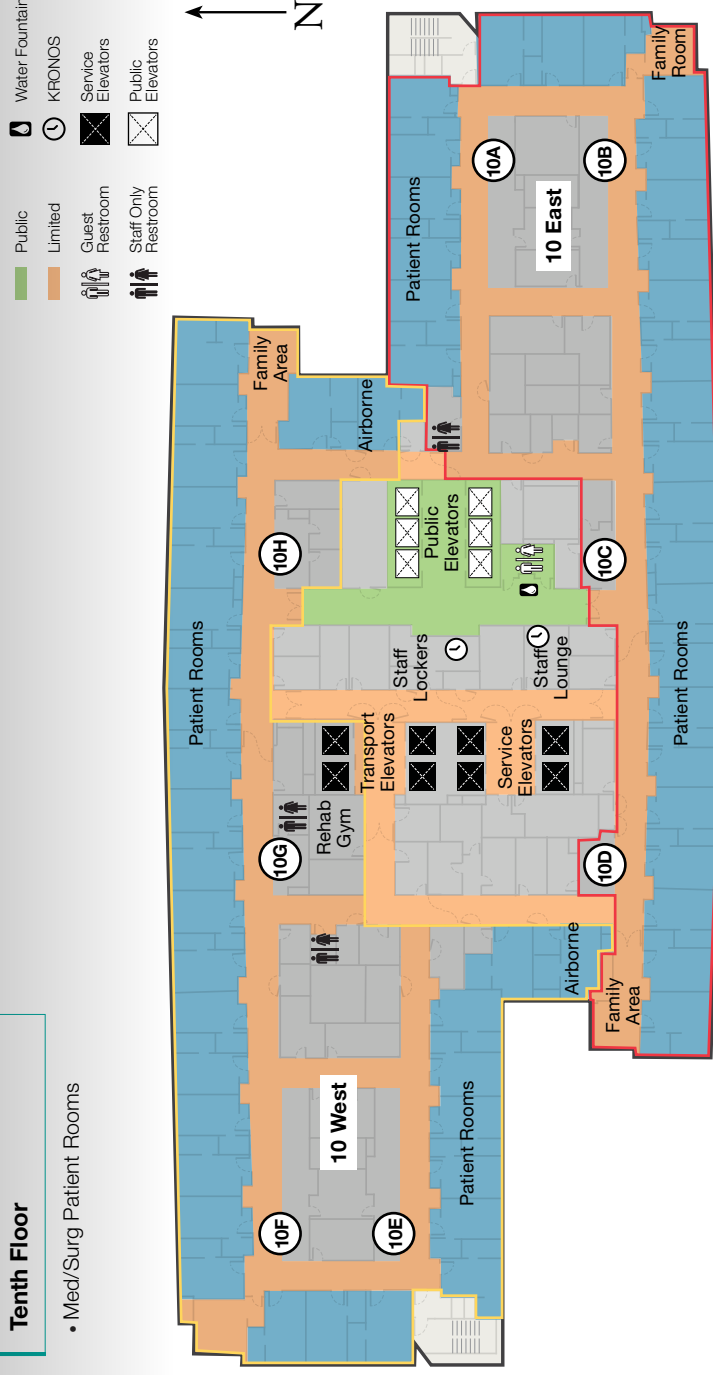 Tenth Floor
• Med/Surg Patient Rooms
Public
Limited
Guest
Restroom
Staff Only
Restroom
Water Fountain
KRONOS
Service
Elevators
Public
Elevators
N
Patient Rooms
Family
Area
Airborne
10H
10G
Rehab
Gym
10F
10 West
10E
Patient Rooms
Airborne
Family
Area
Transport
Elevators
Service
Elevators
Staff
Lockers
Staff
Lounge
Public
Elevators
Patient Rooms
10A
10 East
10B
Family
Room
10C
10D
Patient Rooms